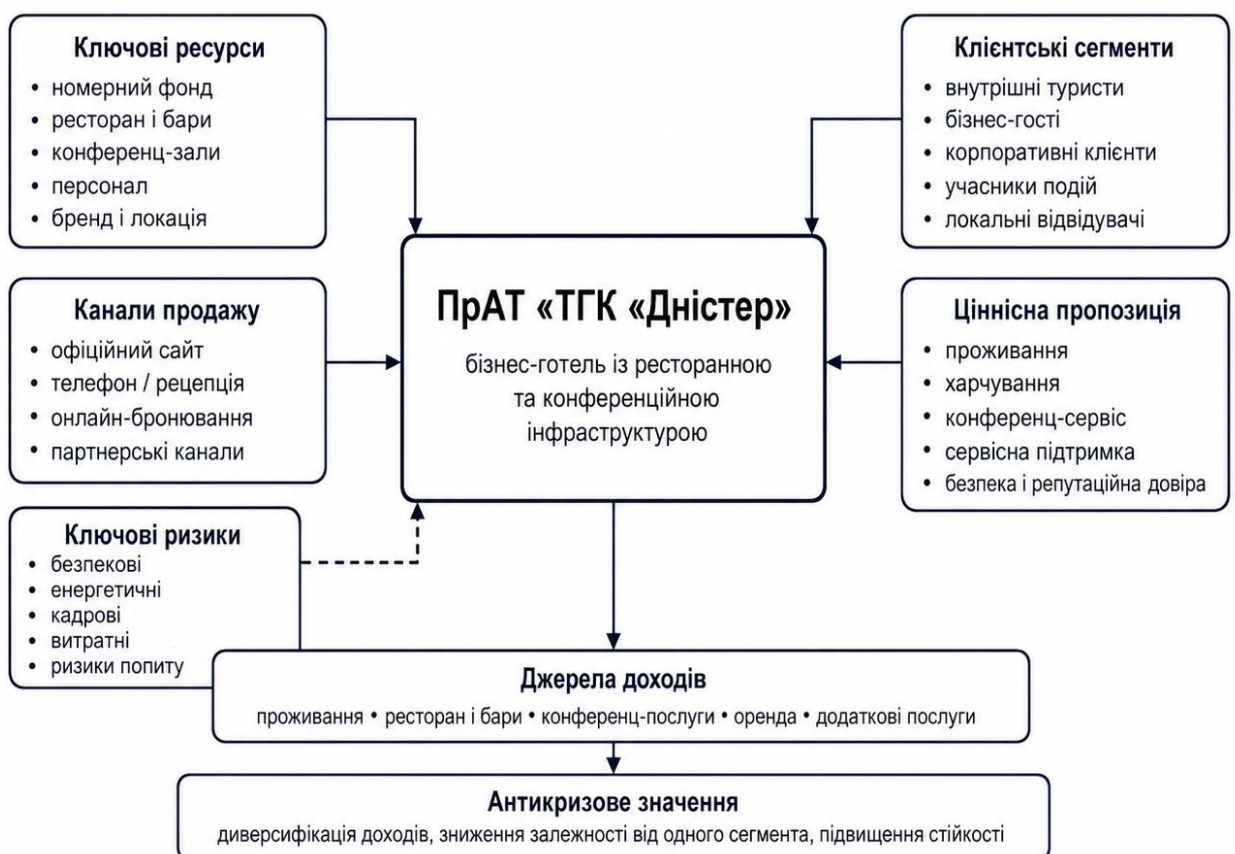 Ключові ресурси
• номерний фонд
• ресторан і бари
• конференц-зали
• персонал
• бренд і локація
Клієнтські сегменти
• внутрішні туристи
• бізнес-гості
• корпоративні клієнти
• учасники подій
• локальні відвідувачі
ПрАТ «ТГК «Дністер»
бізнес-готель із ресторанною
та конференційною
інфраструктурою
Канали продажу
• офіційний сайт
• телефон / рецепція
• онлайн-бронювання
• партнерські канали
Ціннісна пропозиція
• проживання
• харчування
• конференц-сервіс
• сервісна підтримка
• безпека і репутаційна довіра
Ключові ризики
• безпекові
• енергетичні
• кадрові
• витратні
• ризики попиту
Джерела доходів
проживання • ресторан і бари • конференц-послуги • оренда • додаткові послуги
Антикризове значення
диверсифікація доходів, зниження залежності від одного сегмента, підвищення стійкості